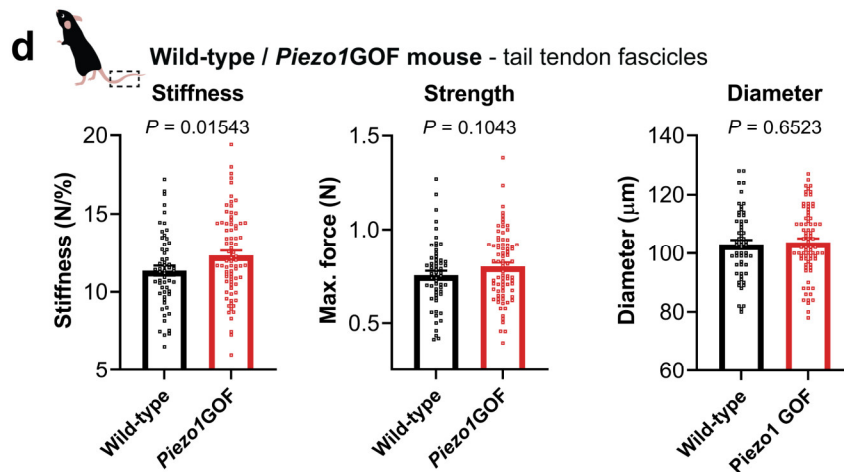 d
Wild-type / Piezo1GOF mouse - tail tendon fascicles
Stiffness
P = 0.01543
Stiffness (N/%)
20
15
10
5
Wild-type
Piezo1GOF
Strength
P = 0.1043
Max. force (N)
1.5
1.0
0.5
Wild-type
Piezo1GOF
Diameter
P = 0.6523
Diameter (μm)
140
120
100
80
60
Wild-type
Piezo1 GOF